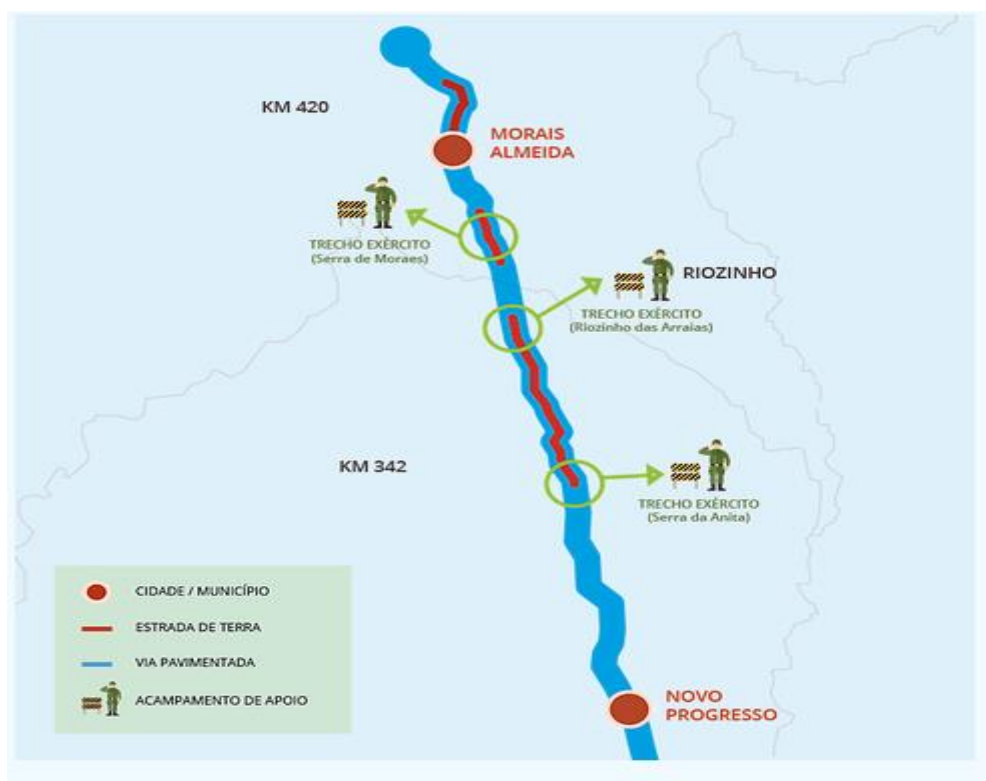 KM 420
MORAIS
ALMEIDA
TRECHO EXÉRCITO
(Serra de Moraes)
RIOZINHO
TRECHO EXÉRCITO
(Riozinho das Arraias)
KM 342
TRECHO EXÉRCITO
(Serra da Anita)
CIDADE / MUNICÍPIO
ESTRADA DE TERRA
VIA PAVIMENTADA
ACAMPAMENTO DE APOIO
NOVO
PROGRESSO